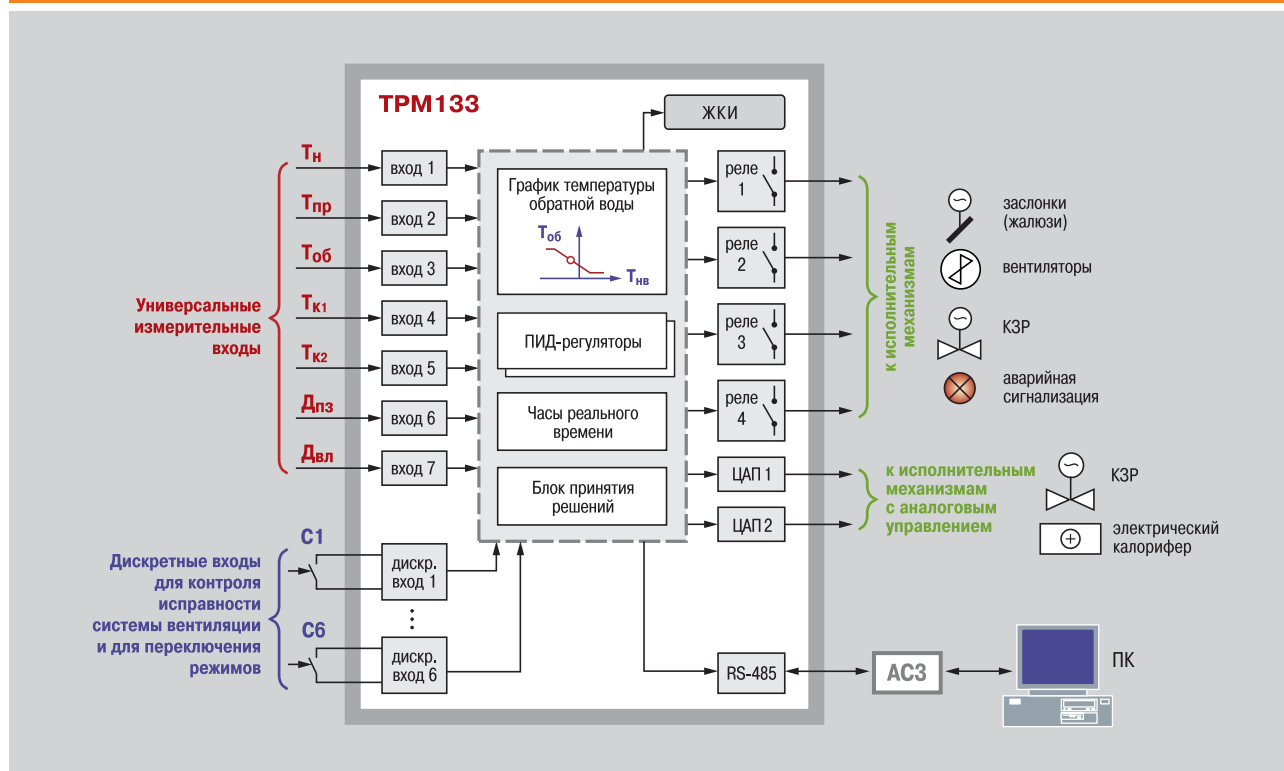 ТРМ133
ЖКИ
Универсальные
измерительные
входы
Тн
Тпр
Тоб
ТК1
ТК2
Дпз
Двл
вход 1
вход 2
вход 3
вход 4
вход 5
вход 6
вход 7
График температуры
обратной воды
Тоб
Тнв
ПИД-регуляторы
Часы реального
времени
Блок принятия
решений
реле
1
реле
2
реле
3
реле
4
ЦАП 1
ЦАП 2
к исполнительным
механизмам
заслонки
(жалюзи)
вентиляторы
КЗР
аварийная
сигнализация
к исполнительным
механизмам
с аналоговым
управлением
КЗР
электрический
калорифер
Дискретные входы
для контроля
исправности
системы вентиляции
и для переключения
режимов
С1
С6
дискр.
вход 1
дискр.
вход 6
RS-485
АС3
ПК